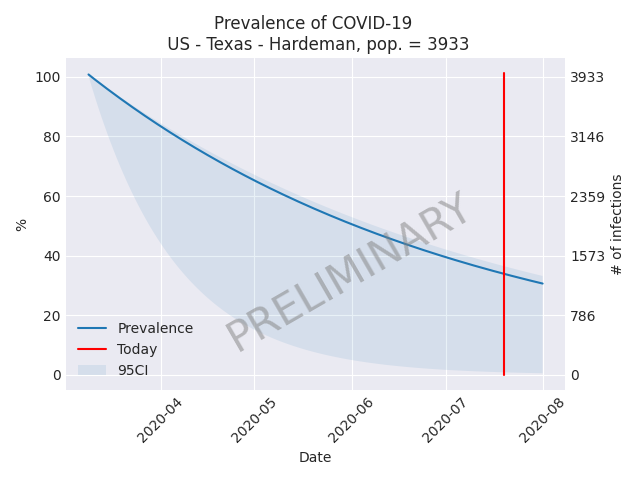 Prevalence of COVID-19
US - Texas - Hardeman, pop. = 3933
100
80
60
40
20
0
%
3933
3146
2359
1573
786
0
# of infections
PRELIMINARY
Prevalence
Today
95CI
2020-04
2020-05
2020-06
2020-07
2020-08
Date